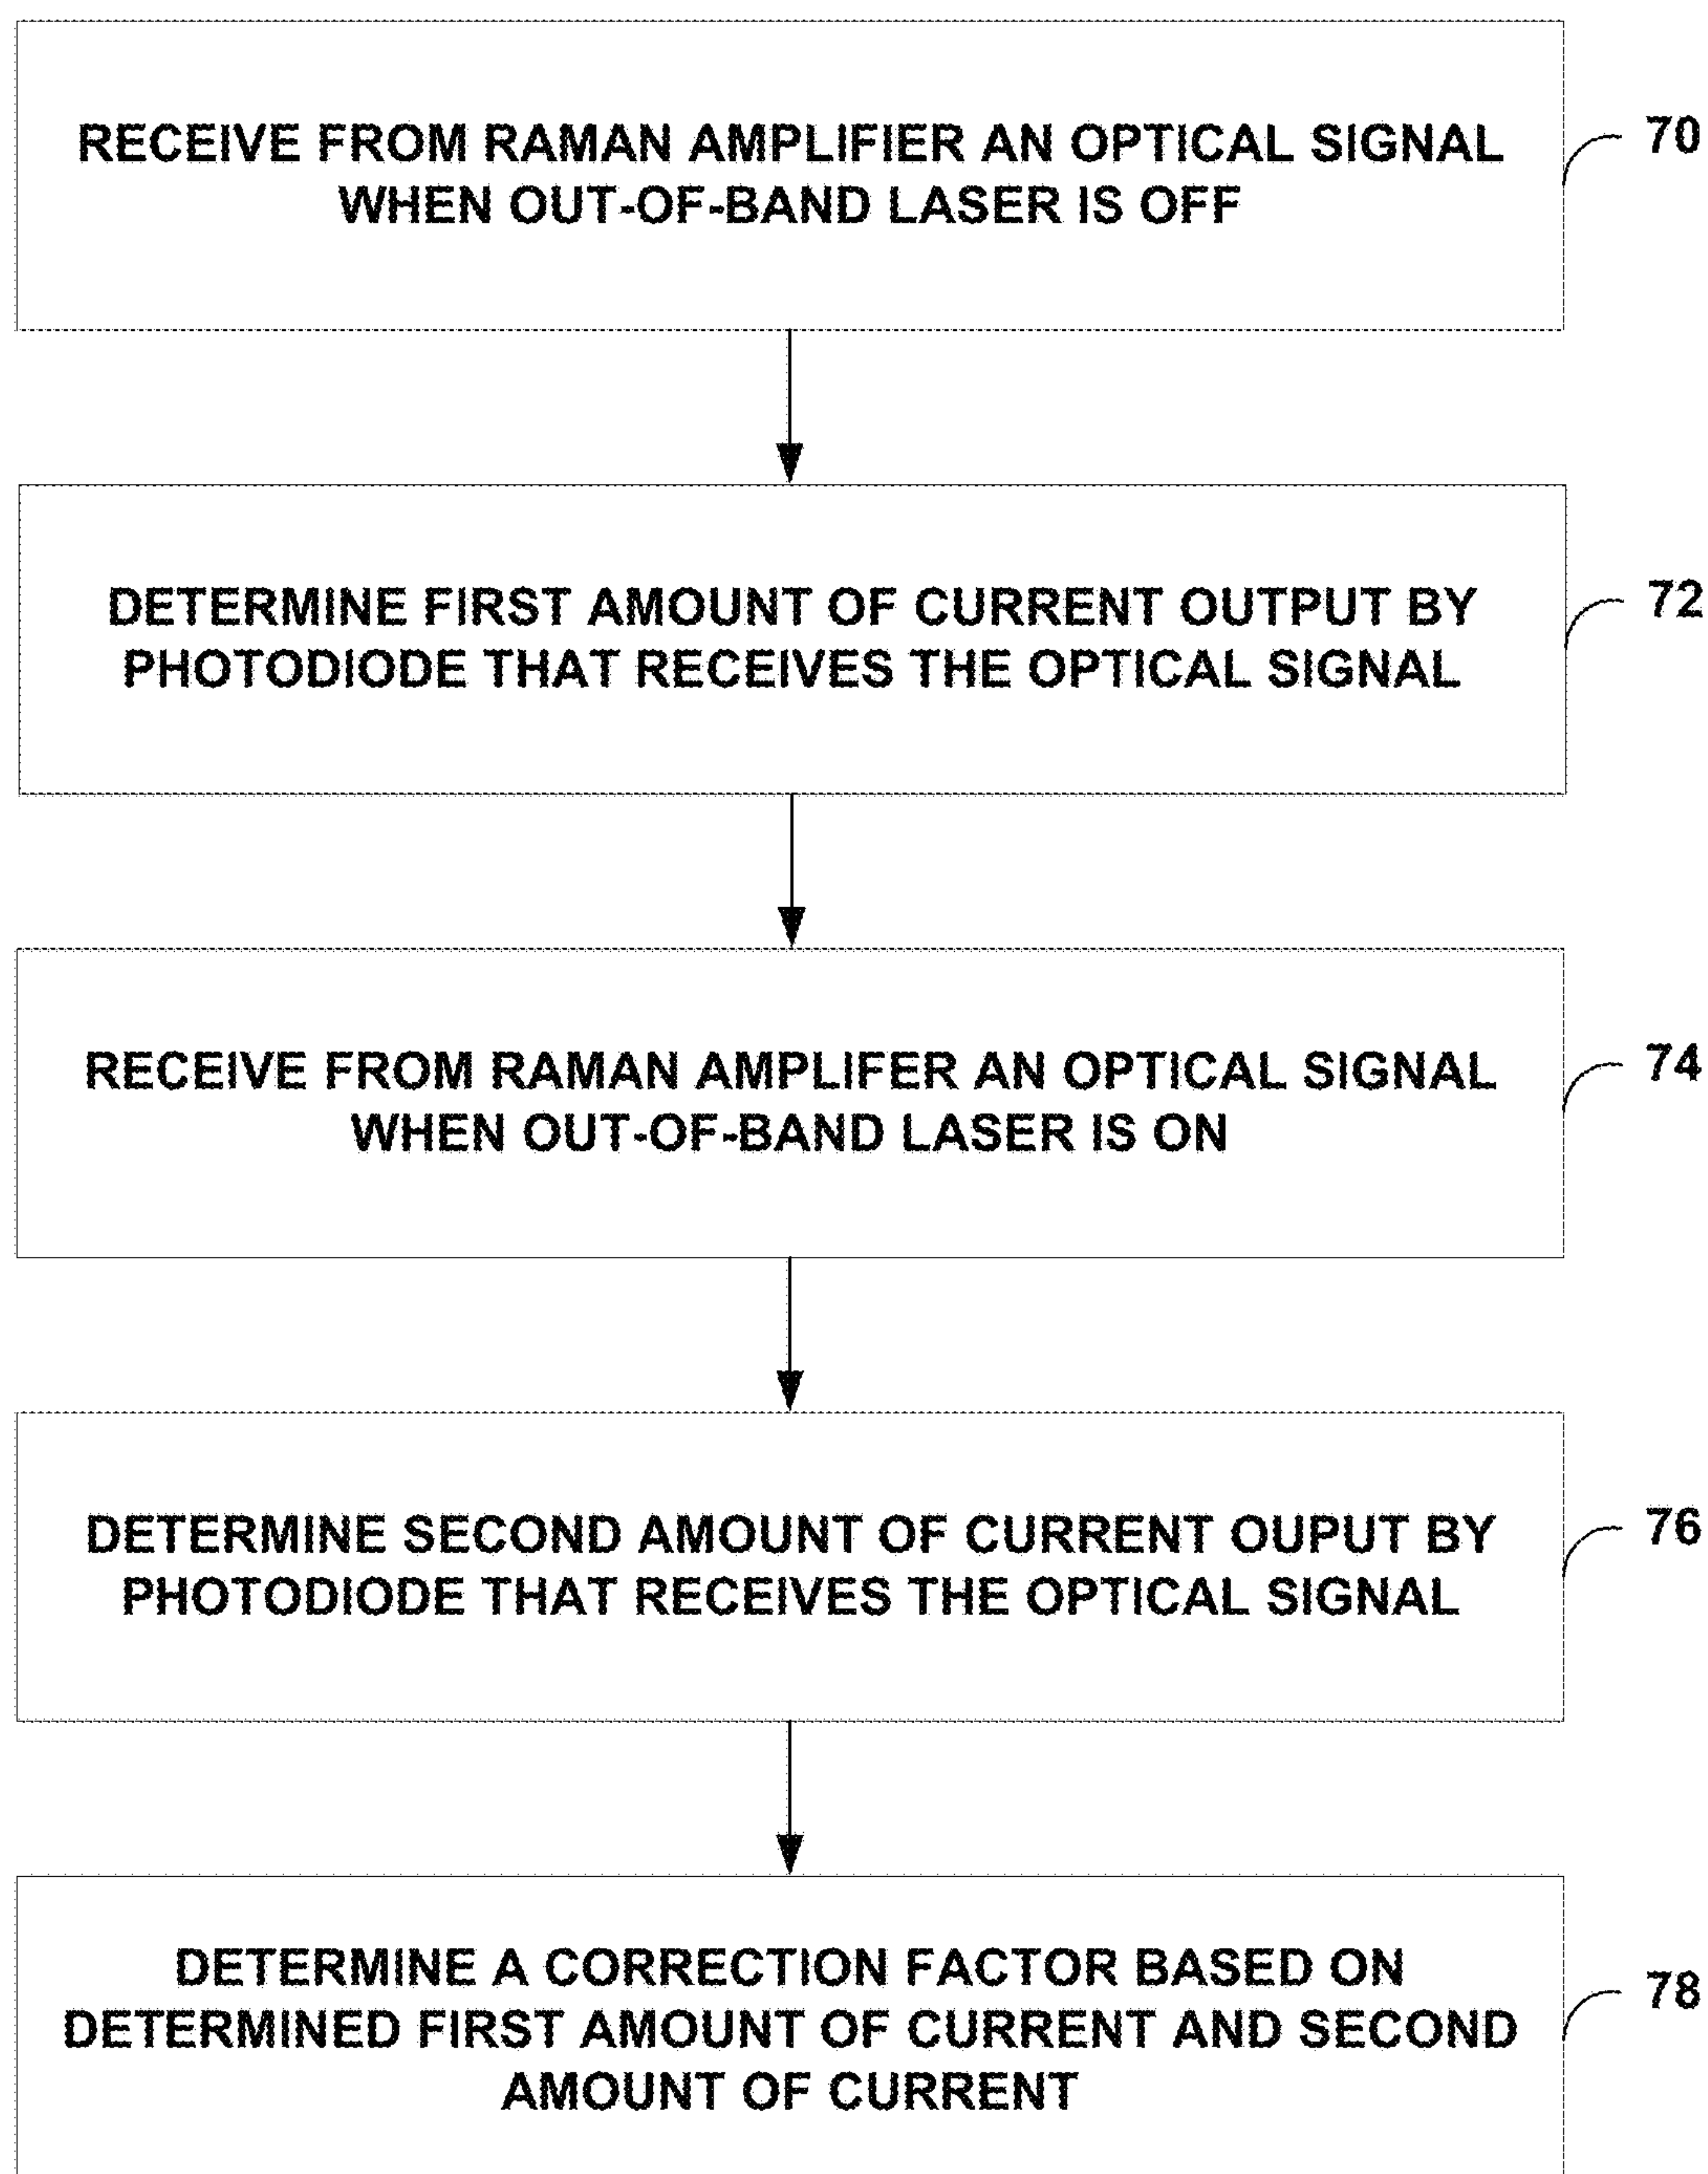 RECEIVE FROM RAMAN AMPLIFIER AN OPTICAL SIGNAL
WHEN OUT-OF-BAND LASER IS OFF
70
DETERMINE FIRST AMOUNT OF CURRENT OUTPUT BY
PHOTODIODE THAT RECEIVES THE OPTICAL SIGNAL
72
RECEIVE FROM RAMAN AMPLIFER AN OPTICAL SIGNAL
WHEN OUT-OF-BAND LASER IS ON
74
DETERMINE SECOND AMOUNT OF CURRENT OUPUT BY
PHOTODIODE THAT RECEIVES THE OPTICAL SIGNAL
76
DETERMINE A CORRECTION FACTOR BASED ON
DETERMINED FIRST AMOUNT OF CURRENT AND SECOND
AMOUNT OF CURRENT
78